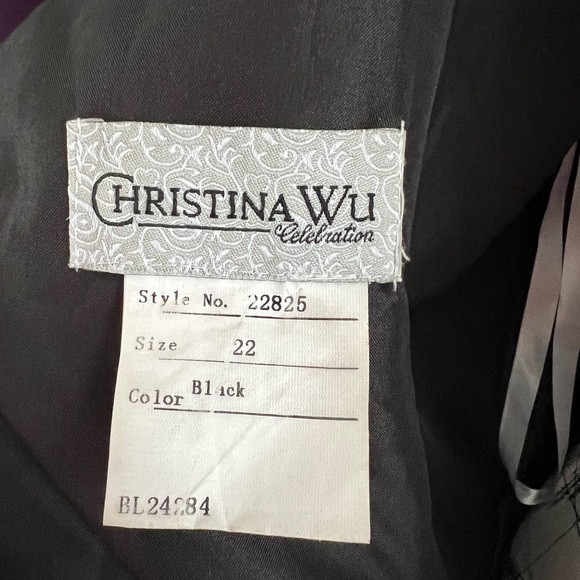 CHRISTINA WU
Celebration
Style No. 22825
Size 22
Color Black
BL24284